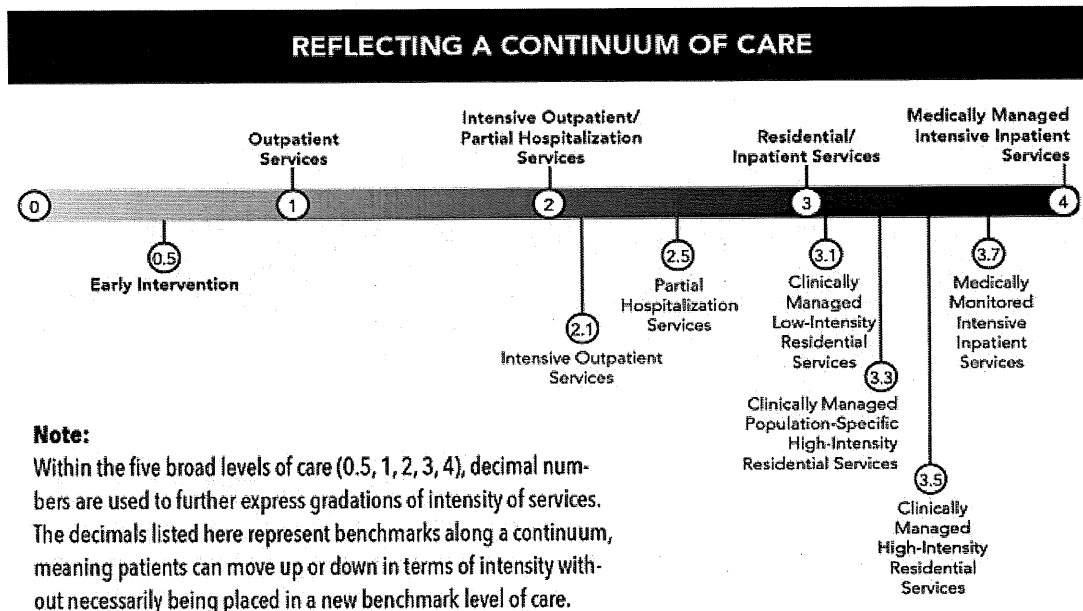 REFLECTING A CONTINUUM OF CARE
Outpatient
Services
Intensive Outpatient/
Partial Hospitalization
Services
Residential/
Inpatient Services
Medically Managed
Intensive Inpatient
Services
0
1
2
3
4
0.5
Early Intervention
2.1
Intensive Outpatient
Services
2.5
Partial
Hospitalization
Services
3.1
Clinically
Managed
Low-Intensity
Residential
Services
3.3
Clinically Managed
Population-Specific
High-Intensity
Residential Services
3.5
Clinically
Managed
High-Intensity
Residential
Services
3.7
Medically
Monitored
Intensive
Inpatient
Services
Note:
Within the five broad levels of care (0.5, 1, 2, 3, 4), decimal num-
bers are used to further express gradations of intensity of services.
The decimals listed here represent benchmarks along a continuum,
meaning patients can move up or down in terms of intensity with-
out necessarily being placed in a new benchmark level of care.